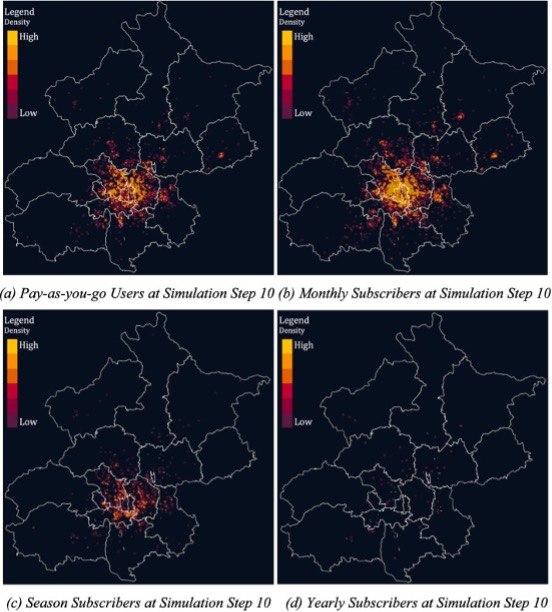 Legend
Density
High
Low
Legend
Density
High
Low
(a) Pay-as-you-go Users at Simulation Step 10
(b) Monthly Subscribers at Simulation Step 10
Legend
Density
High
Low
Legend
Density
High
Low
(c) Season Subscribers at Simulation Step 10
(d) Yearly Subscribers at Simulation Step 10